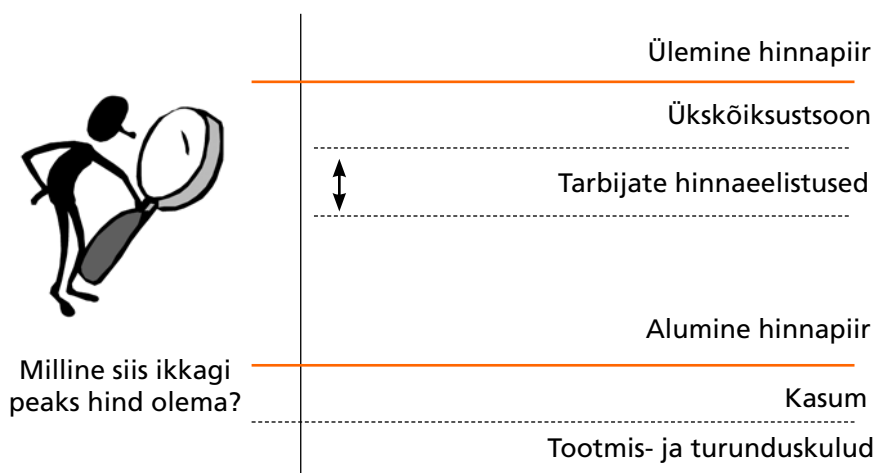 Ülemine hinnapiir
Ükskõiksustsoon
Tarbijate hinnaeelistused
Alumine hinnapiir
Milline siis ikkagi
peaks hind olema?
Kasum
Tootmis- ja turunduskulud